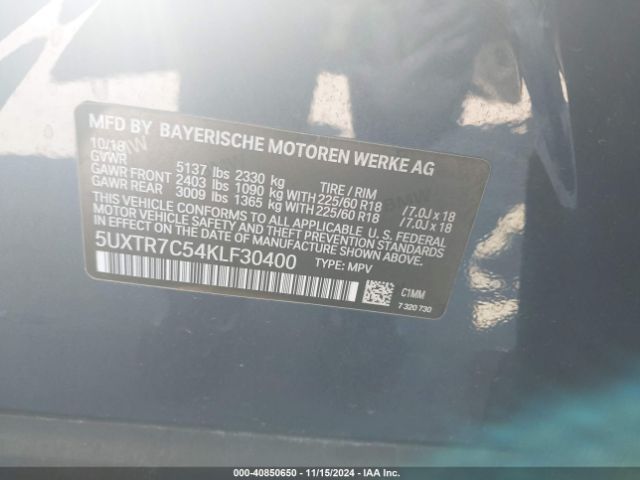 MFD BY BAYERISCHE MOTOREN WERKE AG
10/18
GVWR 5137 lbs 2330 kg TIRE / RIM
GAWR FRONT 2403 lbs 1090 kg WITH 225/60 R18 /7.0J x 18
GAWR REAR 3009 lbs 1365 kg WITH 225/60 R18 /7.0J x 18
THIS VEHICLE CONFORMS TO ALL APPLICABLE U.S. FEDERAL
MOTOR VEHICLE SAFETY AND THEFT PREVENTION STANDARDS
IN EFFECT ON THE DATE OF MANUFACTURE SHOWN ABOVE.
5UXTR7C54KLF30400 TYPE: MPV
C1MM
7 320 730
000-40850650 - 11/15/2024 - IAA Inc.